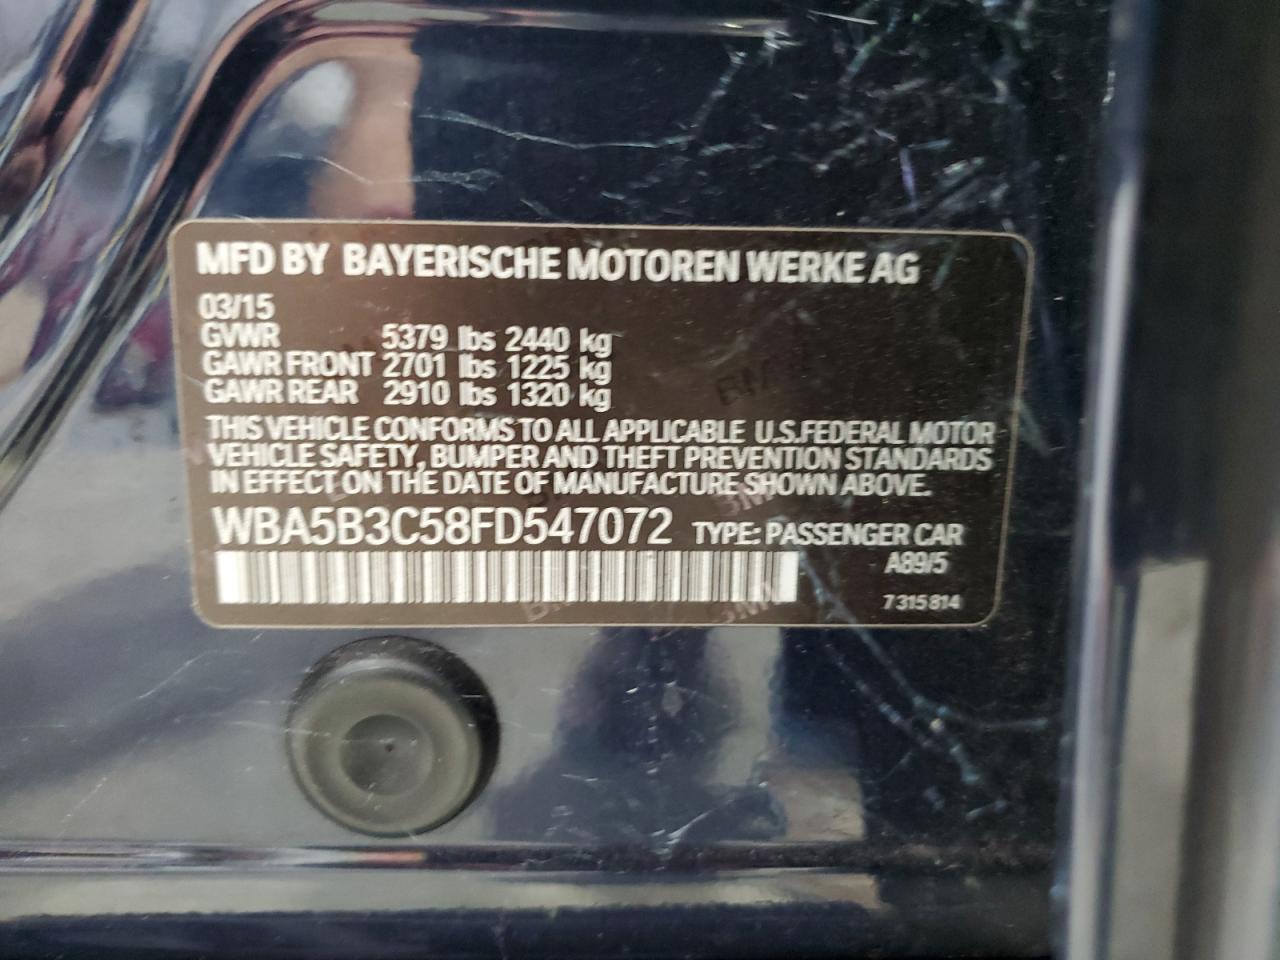 MFD BY BAYERISCHE MOTOREN WERKE AG
03/15
GVWR 5379 lbs 2440 kg
GAWR FRONT 2701 lbs 1225 kg
GAWR REAR 2910 lbs 1320 kg
THIS VEHICLE CONFORMS TO ALL APPLICABLE U.S.FEDERAL MOTOR
VEHICLE SAFETY, BUMPER AND THEFT PREVENTION STANDARDS
IN EFFECT ON THE DATE OF MANUFACTURE SHOWN ABOVE.
WBA5B3C58FD547072 TYPE: PASSENGER CAR
A89/5
7 315 814